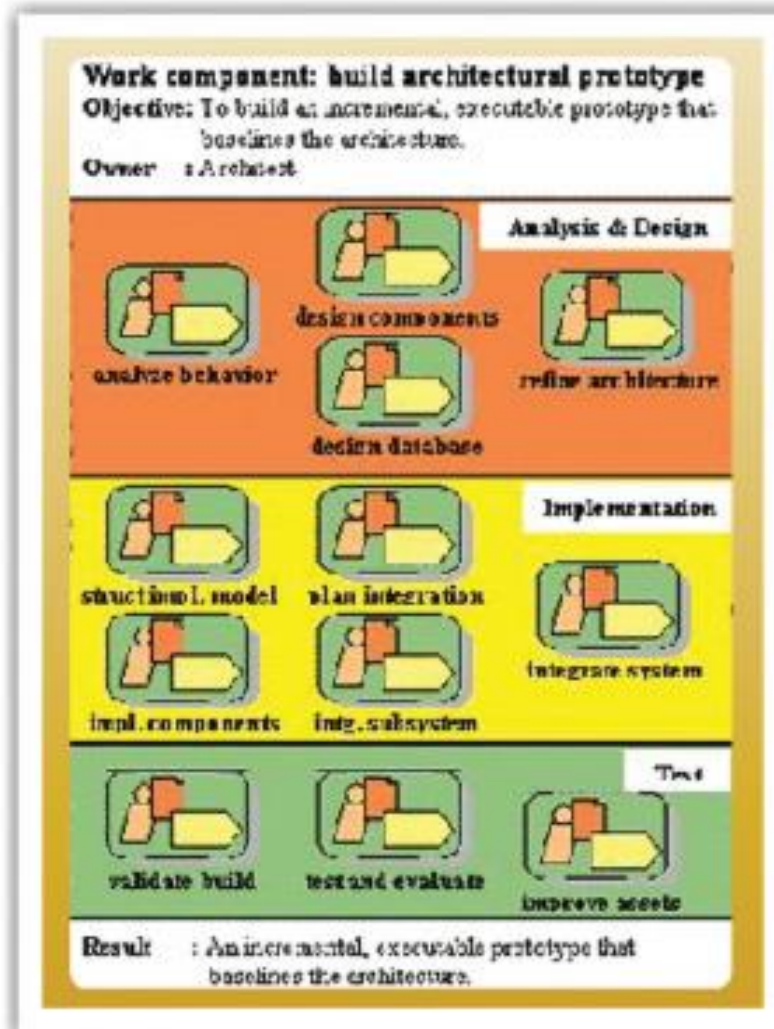 Work component: build architectural prototype
Objective: To build an incremental, executable prototype that
baselines the architecture.
Owner : Architect
Analysis & Design
design components
analyze behavior
refine architecture
design database
Implementation
struct impl. model
plan integration
integrate system
impl. components
intg. subsystem
Test
validate build
test and evaluate
improve assets
Result : An incremental, executable prototype that
baselines the architecture.